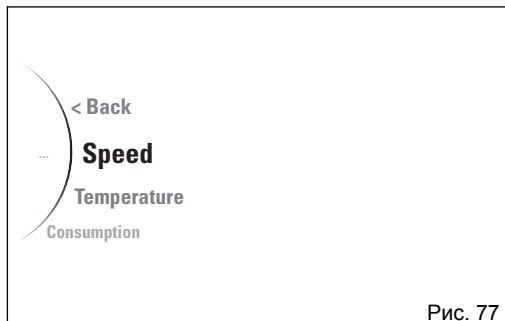 < Back
...
Speed
Temperature
Consumption
Рис. 77